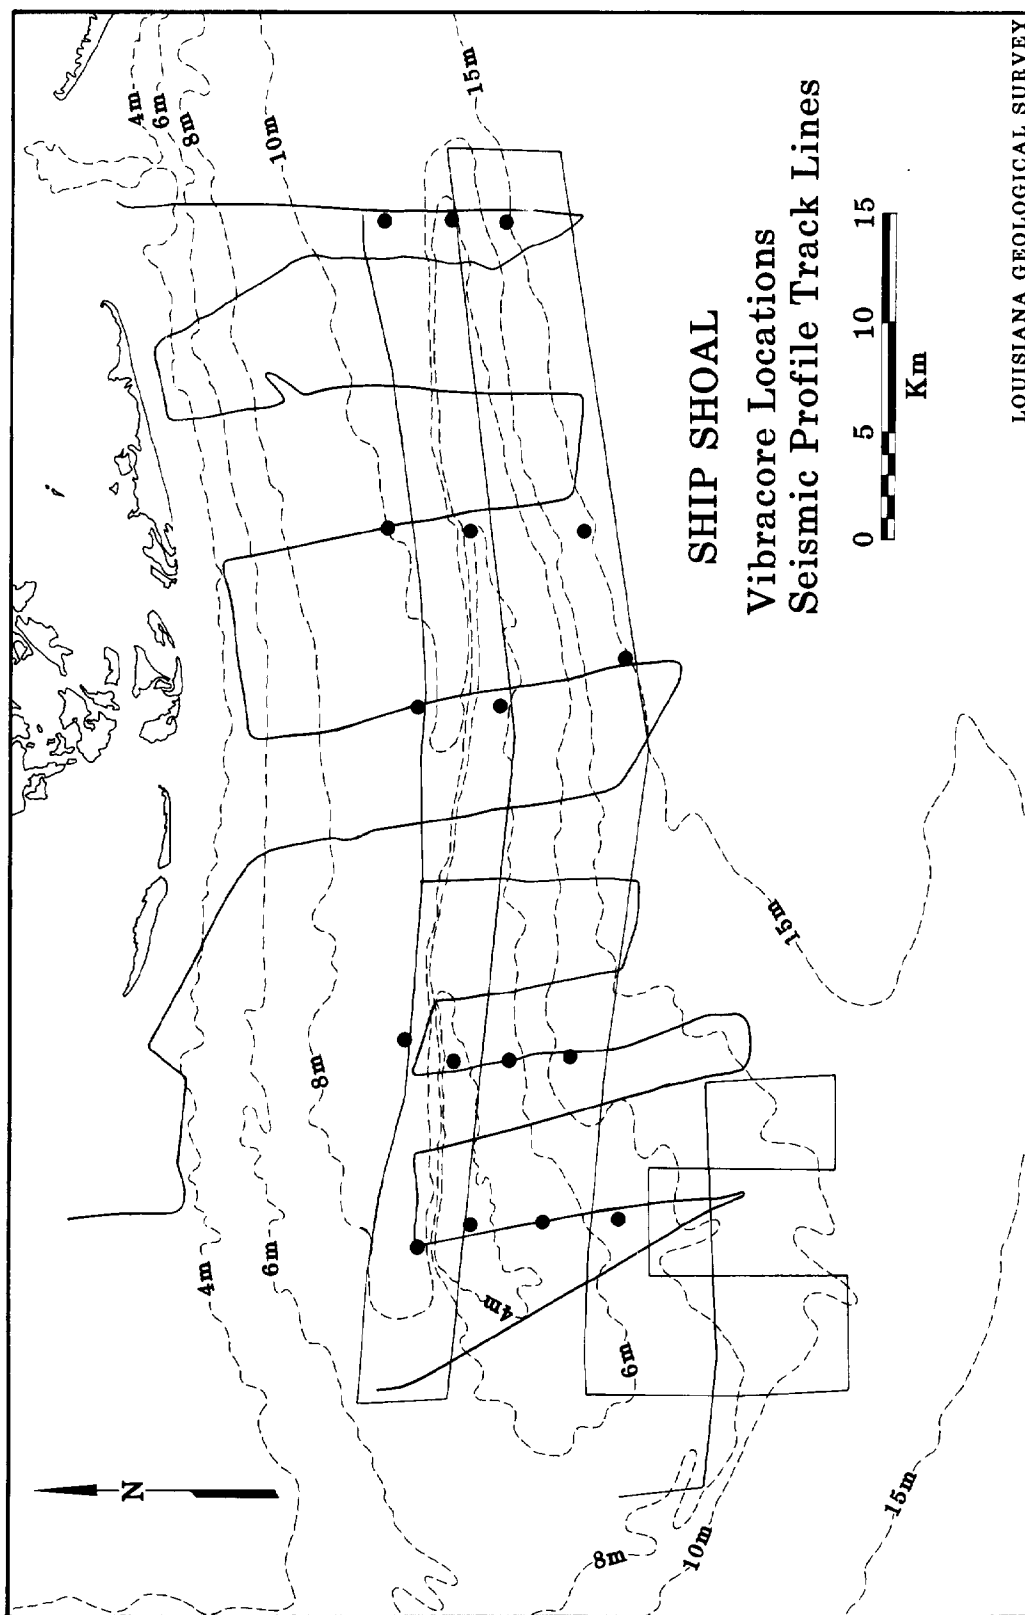 4m
6m
8m
10m
15m
N
4m
6m
8m
4m
6m
8m
10m
15m
15m
SHIP SHOAL
Vibracore Locations
Seismic Profile Track Lines
0 5 10 15
Km
LOUISIANA GEOLOGICAL SURVEY